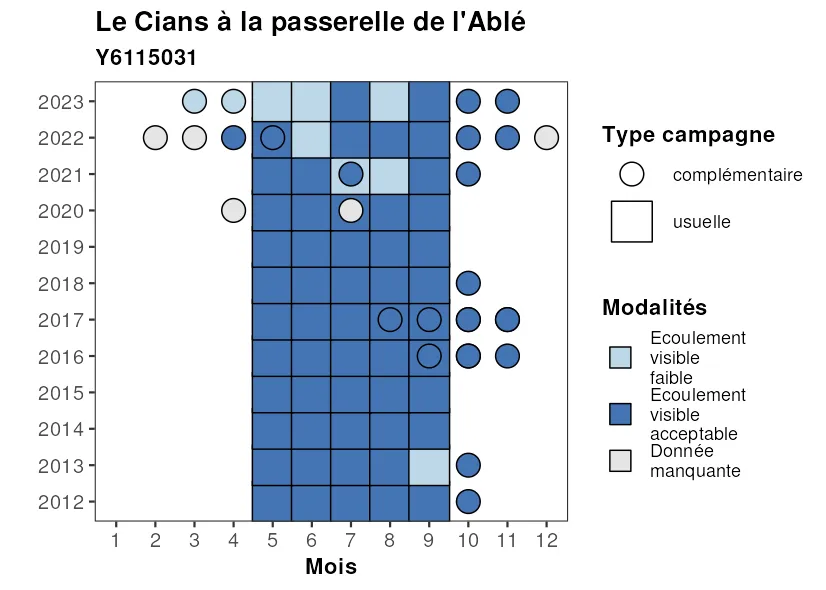 Le Cians à la passerelle de l'Ablé
Y6115031
2023
2022
2021
2020
2019
2018
2017
2016
2015
2014
2013
2012
1 2 3 4 5 6 7 8 9 10 11 12
Mois
Type campagne
complémentaire
usuelle
Modalités
Ecoulement
visible
faible
Ecoulement
visible
acceptable
Donnée
manquante